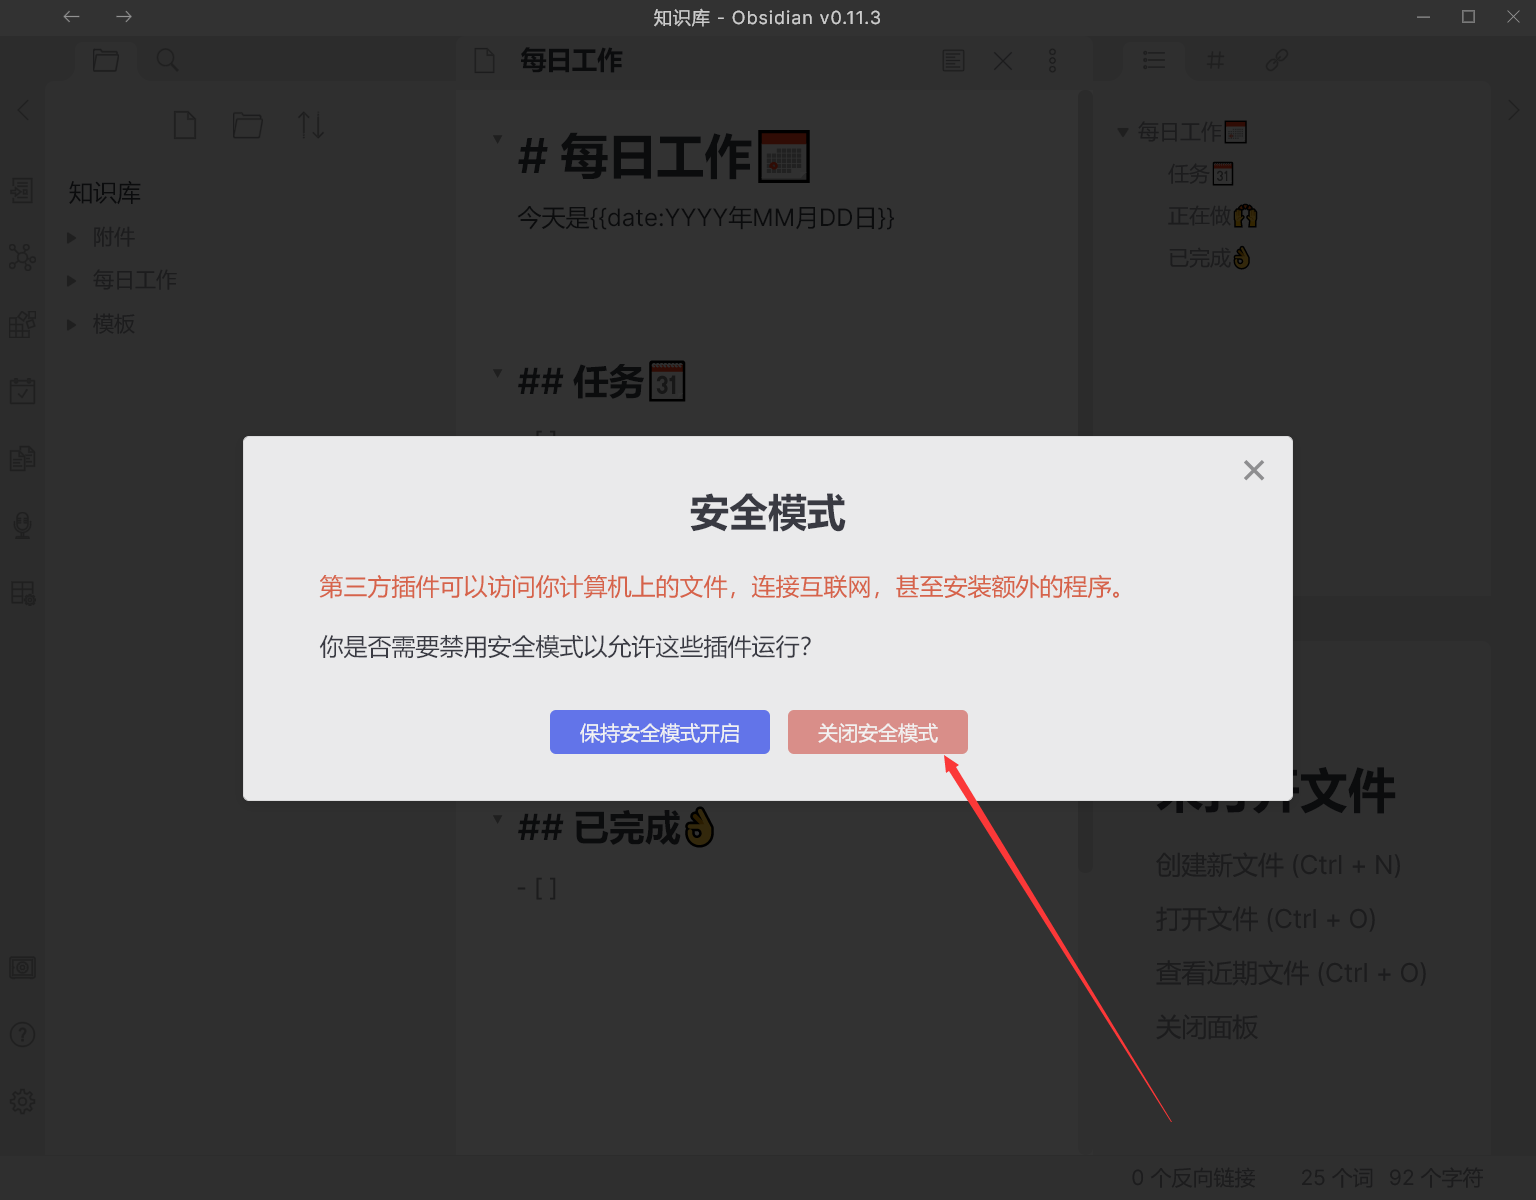 知识库 - Obsidian v0.11.3
每日工作
知识库
附件
每日工作
模板
# 每日工作
今天是{{date:YYYY年MM月DD日}}
## 任务
31
每日工作
任务
31
正在做
已完成
安全模式
第三方插件可以访问你计算机上的文件，连接互联网，甚至安装额外的程序。
你是否需要禁用安全模式以允许这些插件运行？
保持安全模式开启
关闭安全模式
## 已完成
- [ ]
打开文件
创建新文件 (Ctrl + N)
打开文件 (Ctrl + O)
查看近期文件 (Ctrl + O)
关闭面板
0 个反向链接
25 个词
92 个字符